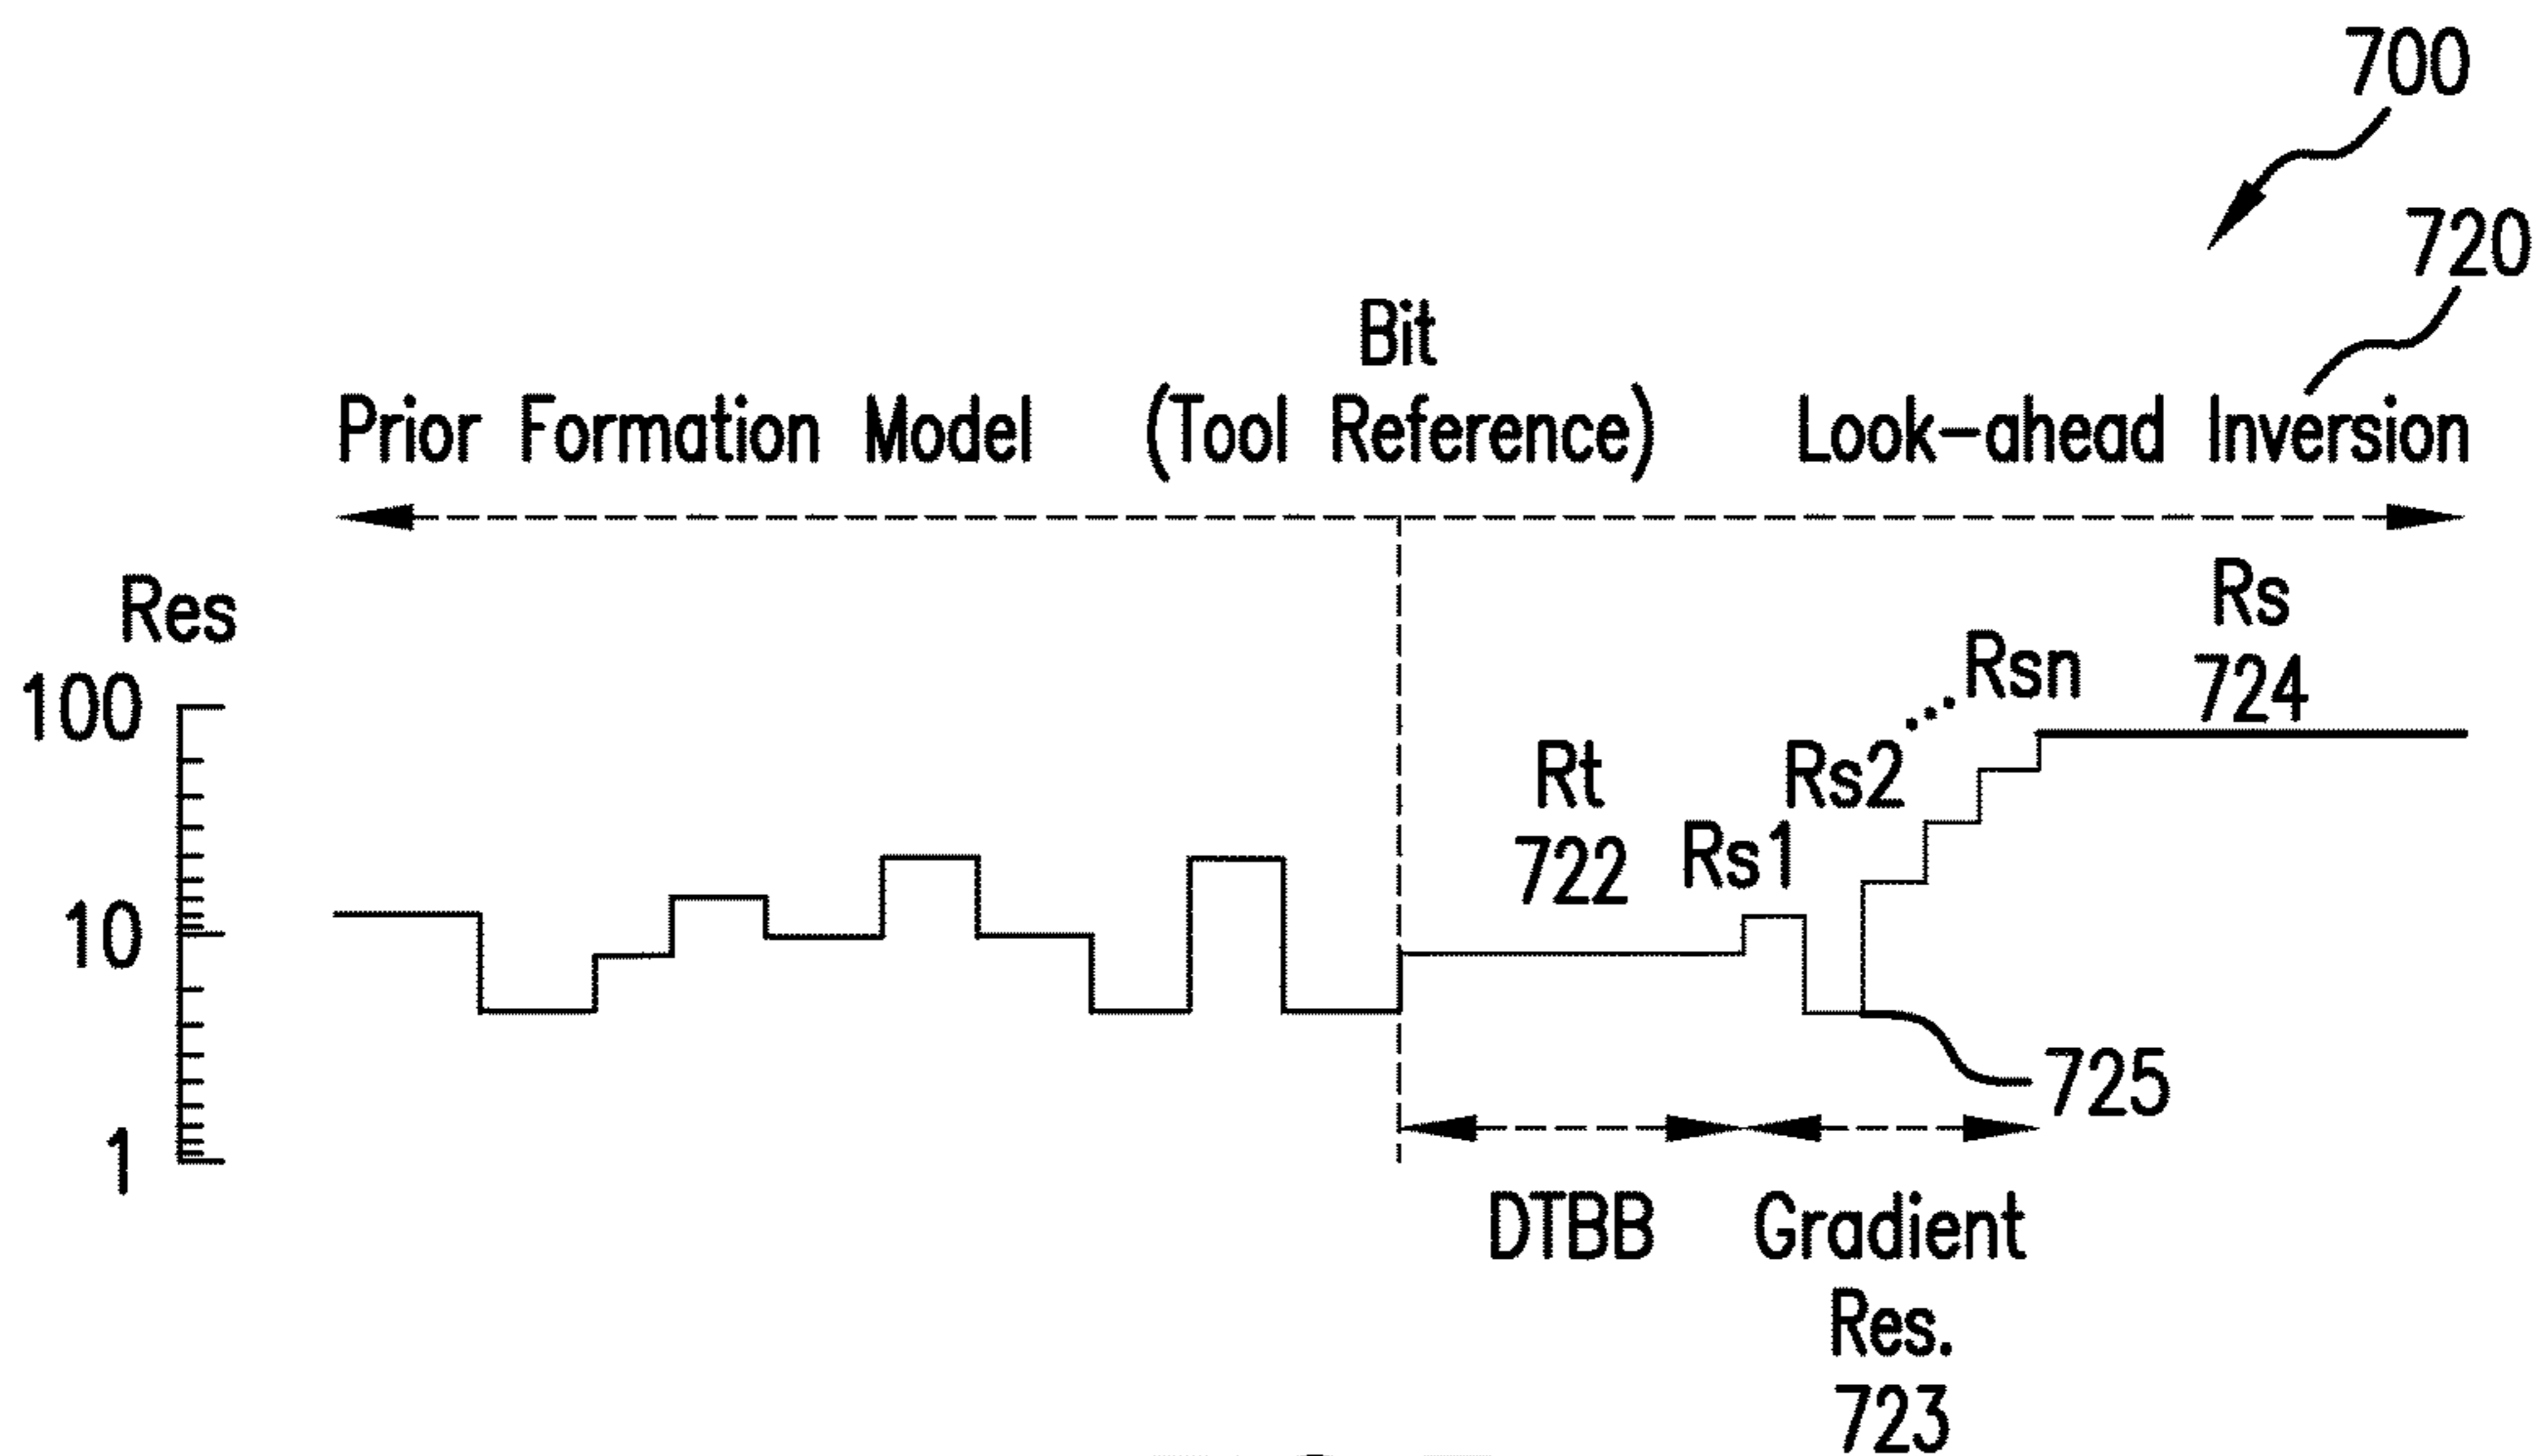 700
720
Bit
Prior Formation Model (Tool Reference) Look-ahead Inversion
Res
100
10
1
Rt
722
Rs1
Rs2
Rsn
Rs
724
725
DTBB
Gradient
Res.
723